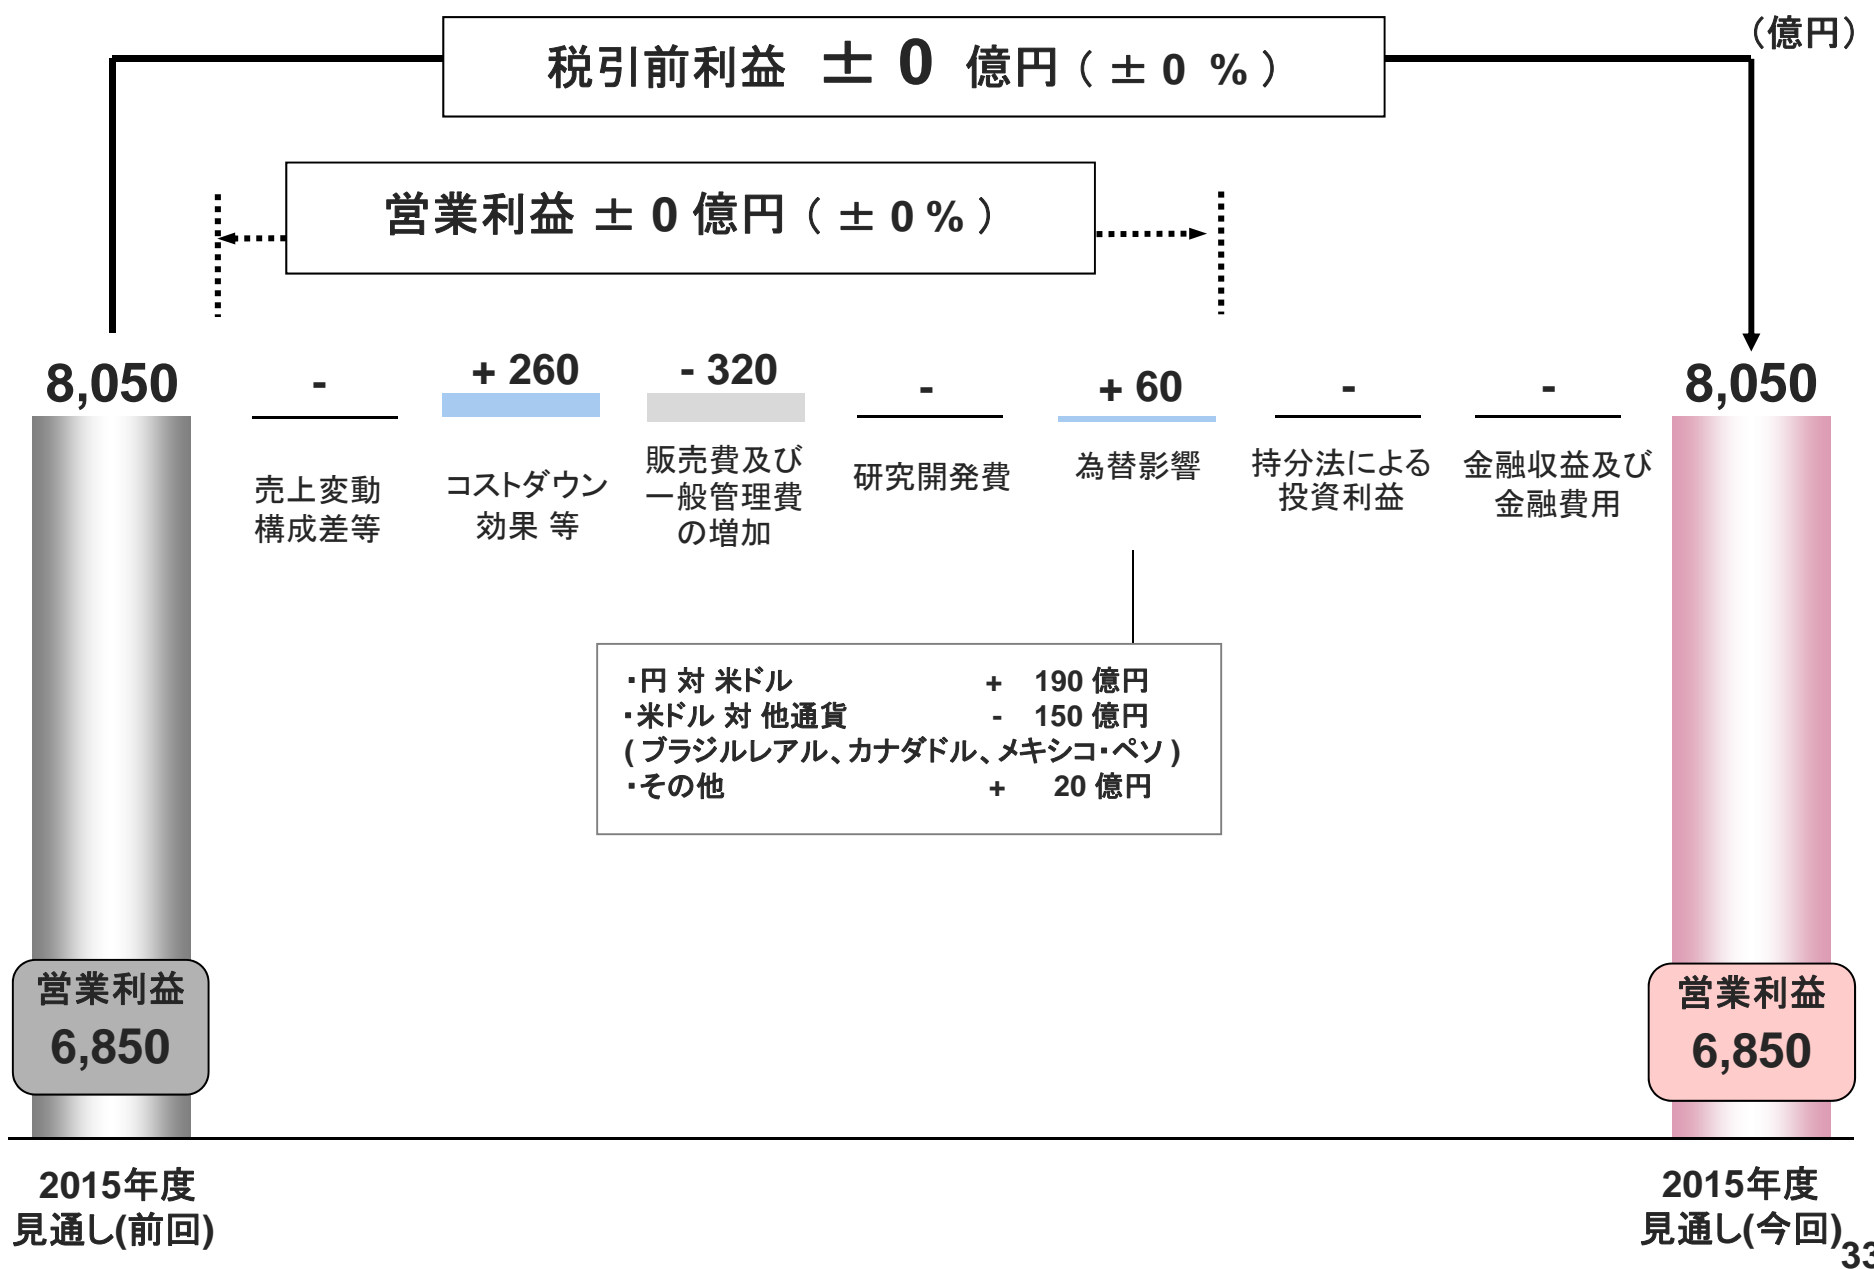 (億円)
税引前利益 ± 0 億円 ( ± 0 % )
営業利益 ± 0 億円 ( ± 0 % )
8,050
-
+ 260
- 320
-
+ 60
-
-
8,050
売上変動
構成差等
コストダウン
効果 等
販売費及び
一般管理費
の増加
研究開発費
為替影響
持分法による
投資利益
金融収益及び
金融費用
・円 対 米ドル + 190 億円
・米ドル 対 他通貨 - 150 億円
( ブラジルレアル、カナダドル、メキシコ・ペソ )
・その他 + 20 億円
営業利益
6,850
営業利益
6,850
2015年度
見通し(前回)
2015年度
見通し(今回)
33